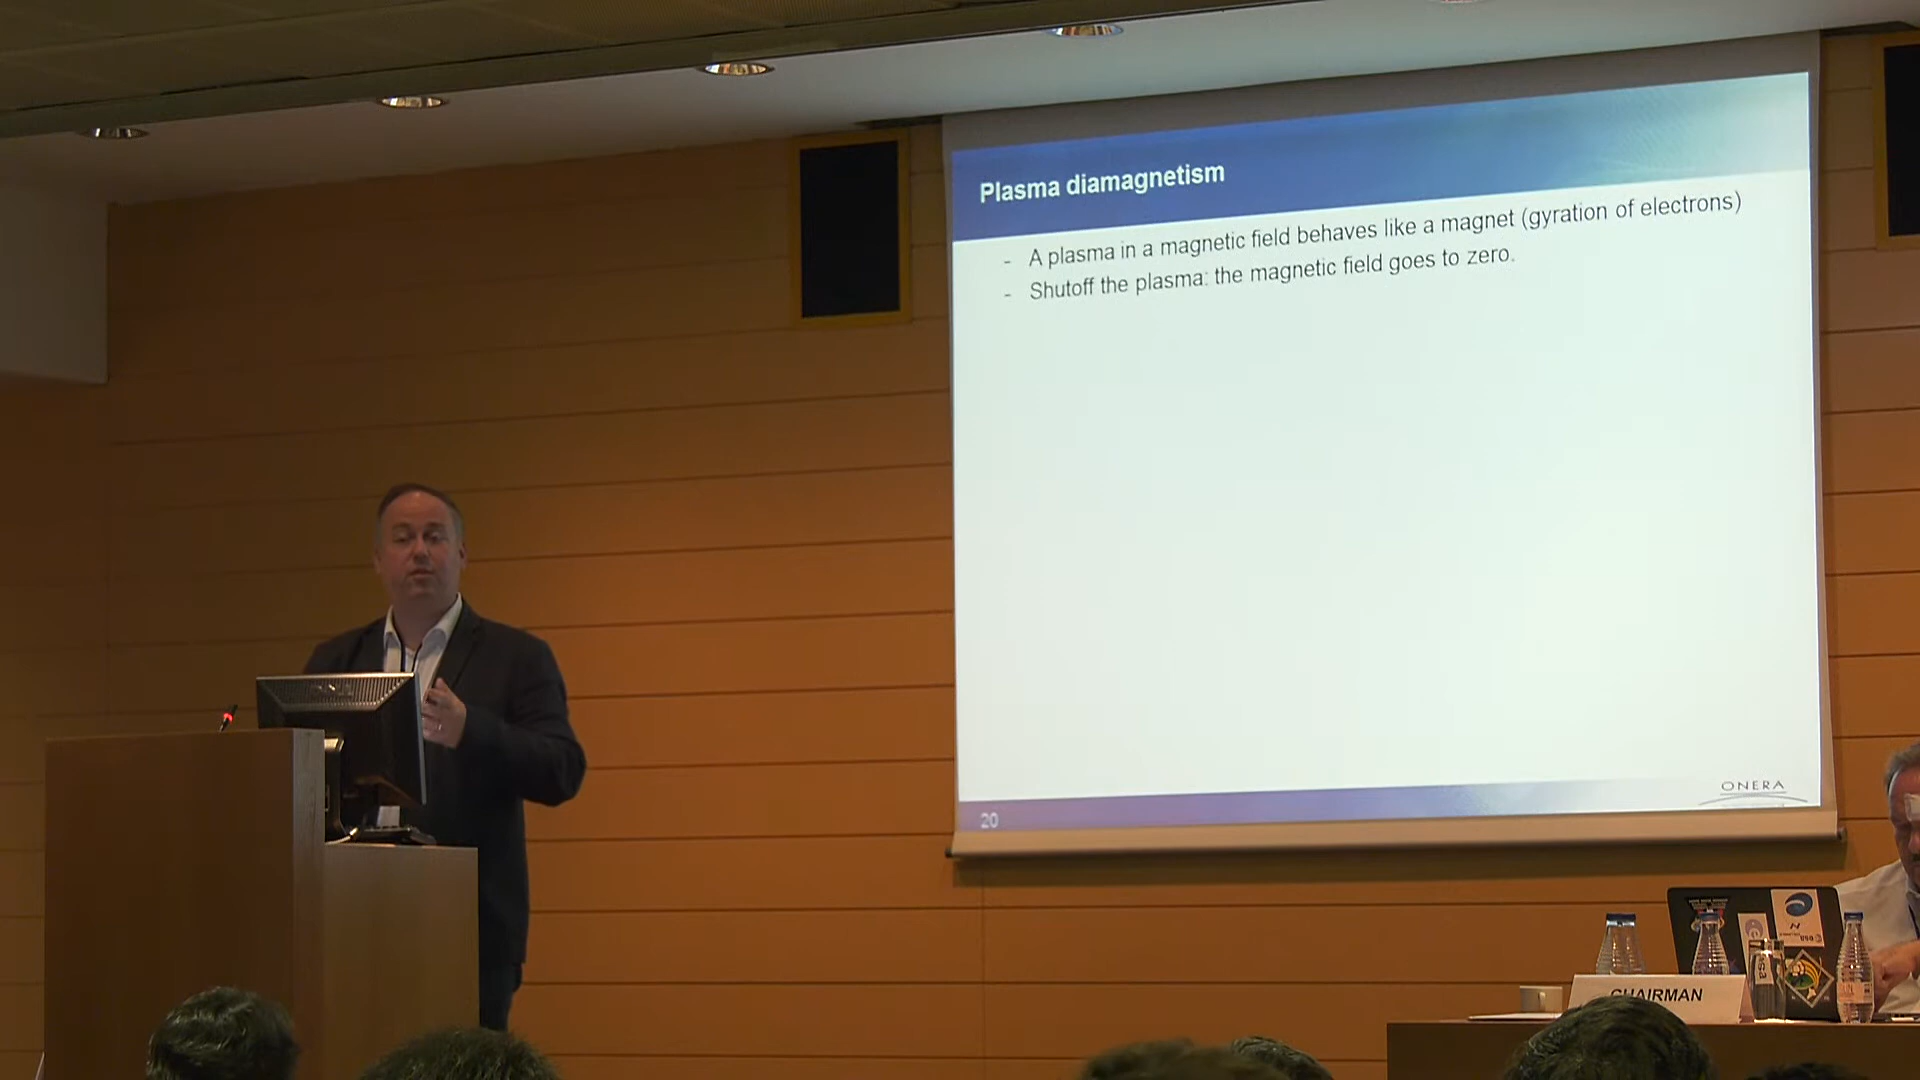 Plasma diamagnetism
- A plasma in a magnetic field behaves like a magnet (gyration of electrons)
- Shutoff the plasma: the magnetic field goes to zero.
ONERA
20
CHAIRMAN